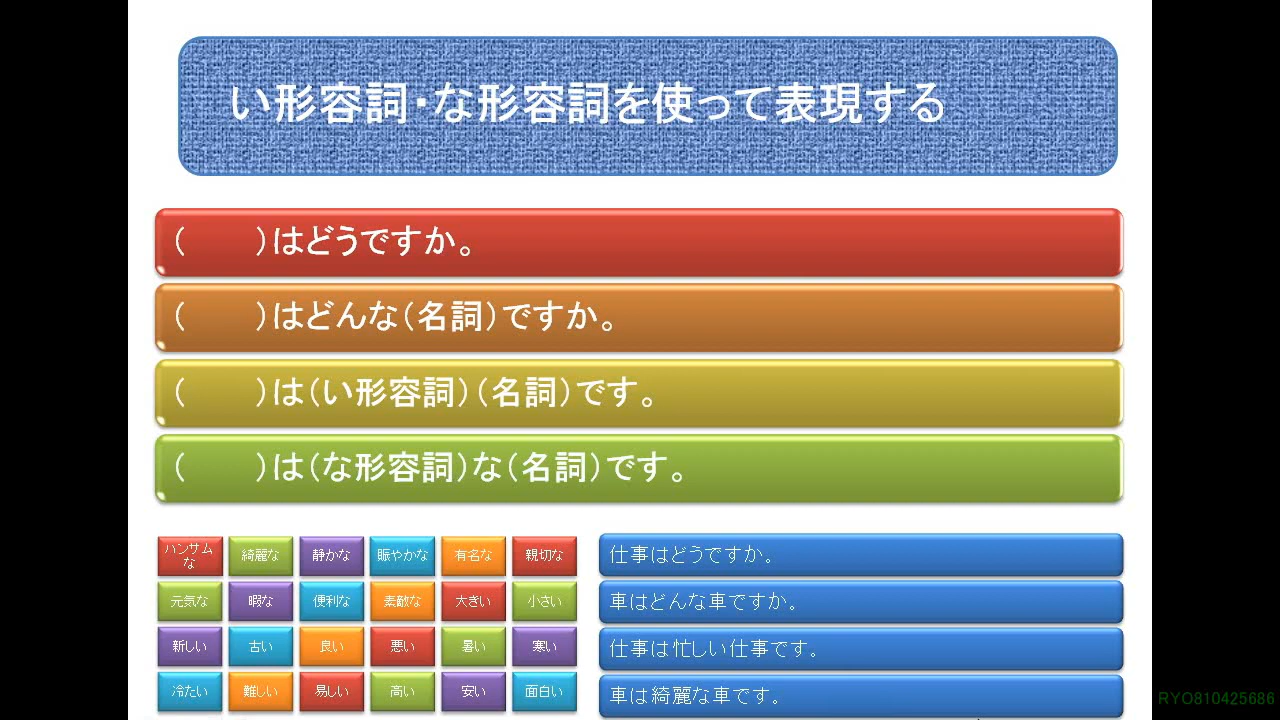 い形容詞・な形容詞を使って表現する
(　　　)はどうですか。
(　　　)はどんな(名詞)ですか。
(　　　)は(い形容詞)(名詞)です。
(　　　)は(な形容詞)な(名詞)です。
ハンサム
な
綺麗な
静かな
賑やかな
有名な
親切な
元気な
暇な
便利な
素敵な
大きい
小さい
新しい
古い
良い
悪い
暑い
寒い
冷たい
難しい
易しい
高い
安い
面白い
仕事はどうですか。
車はどんな車ですか。
仕事は忙しい仕事です。
車は綺麗な車です。
RYO810425686